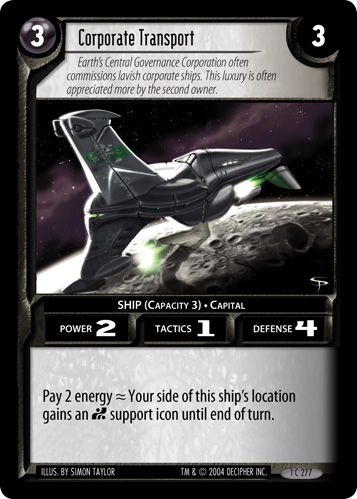 3 Corporate Transport 3
Earth's Central Governance Corporation often
commissions lavish corporate ships. This luxury is often
appreciated more by the second owner.
SHIP (CAPACITY 3) • CAPITAL
POWER 2 TACTICS 1 DEFENSE 4
Pay 2 energy ≈ Your side of this ship's location
gains an support icon until end of turn.
ILLUS. BY SIMON TAYLOR TM & © 2004 DECIPHER INC. 1 C 277